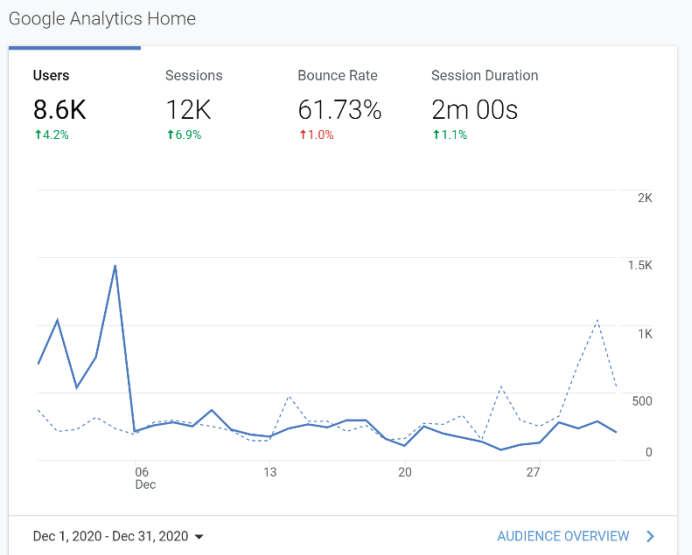 Google Analytics Home
Users Sessions Bounce Rate Session Duration
8.6K 12K 61.73% 2m 00s
↑4.2% ↑6.9% ↑1.0% ↑1.1%
2K
1.5K
1K
500
0
06 13 20 27
Dec
Dec 1, 2020 - Dec 31, 2020 AUDIENCE OVERVIEW